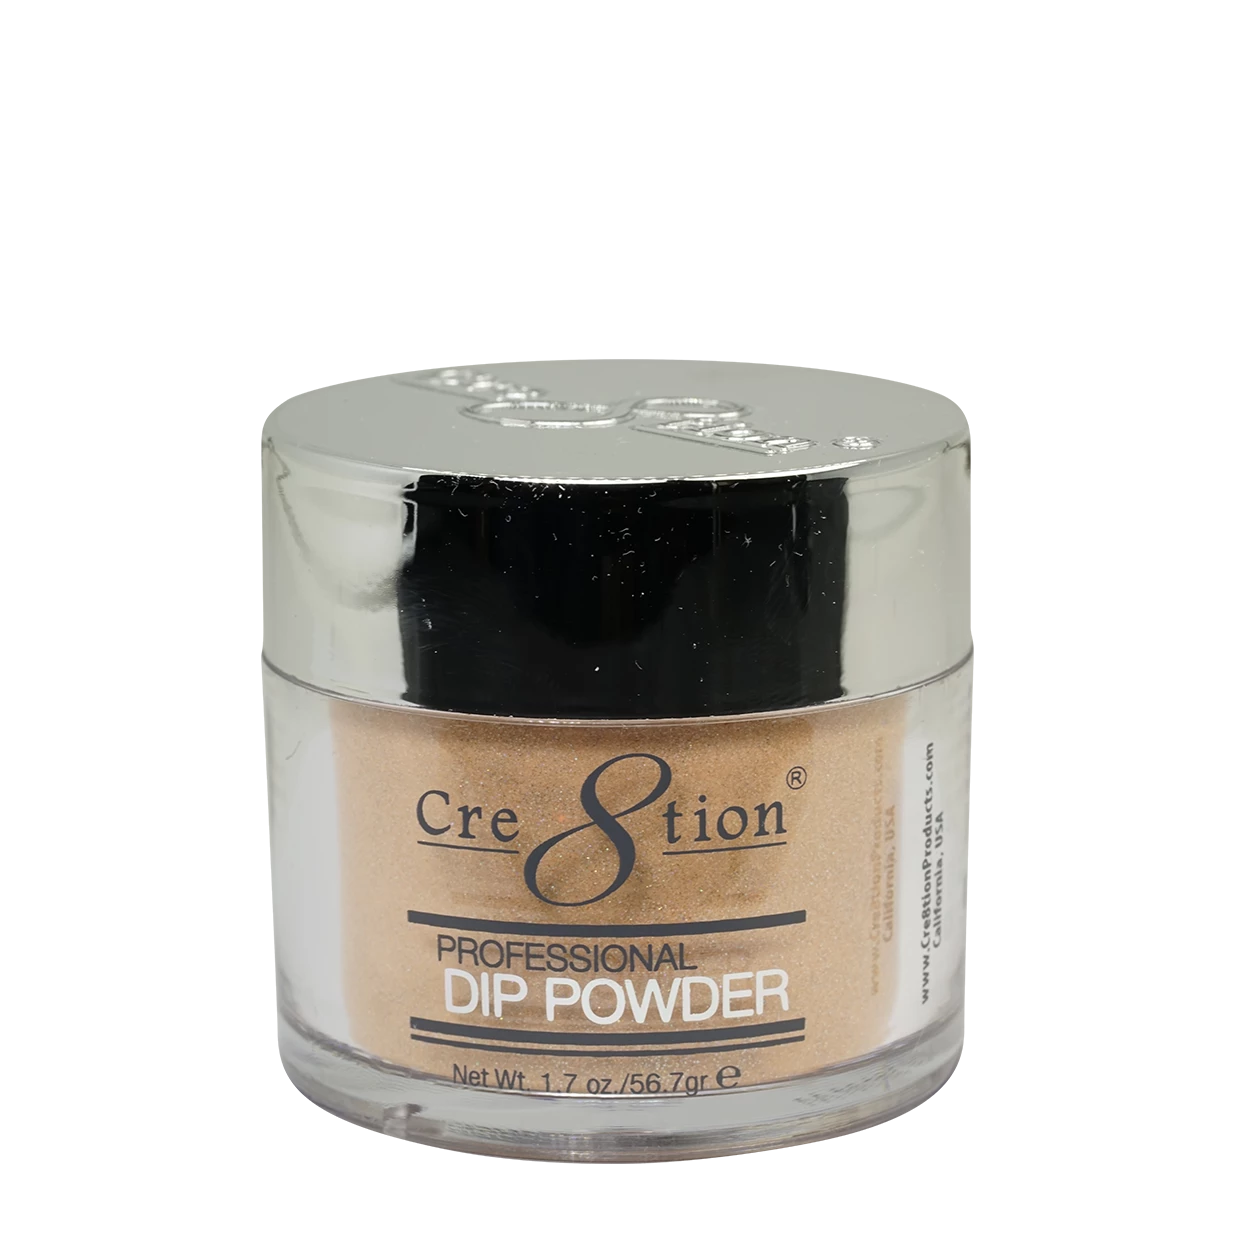 Cre8tion®
PROFESSIONAL
DIP POWDER
Net Wt. 1.7 oz./56.7gr ℮
www.Cre8tionProducts.com
California, USA